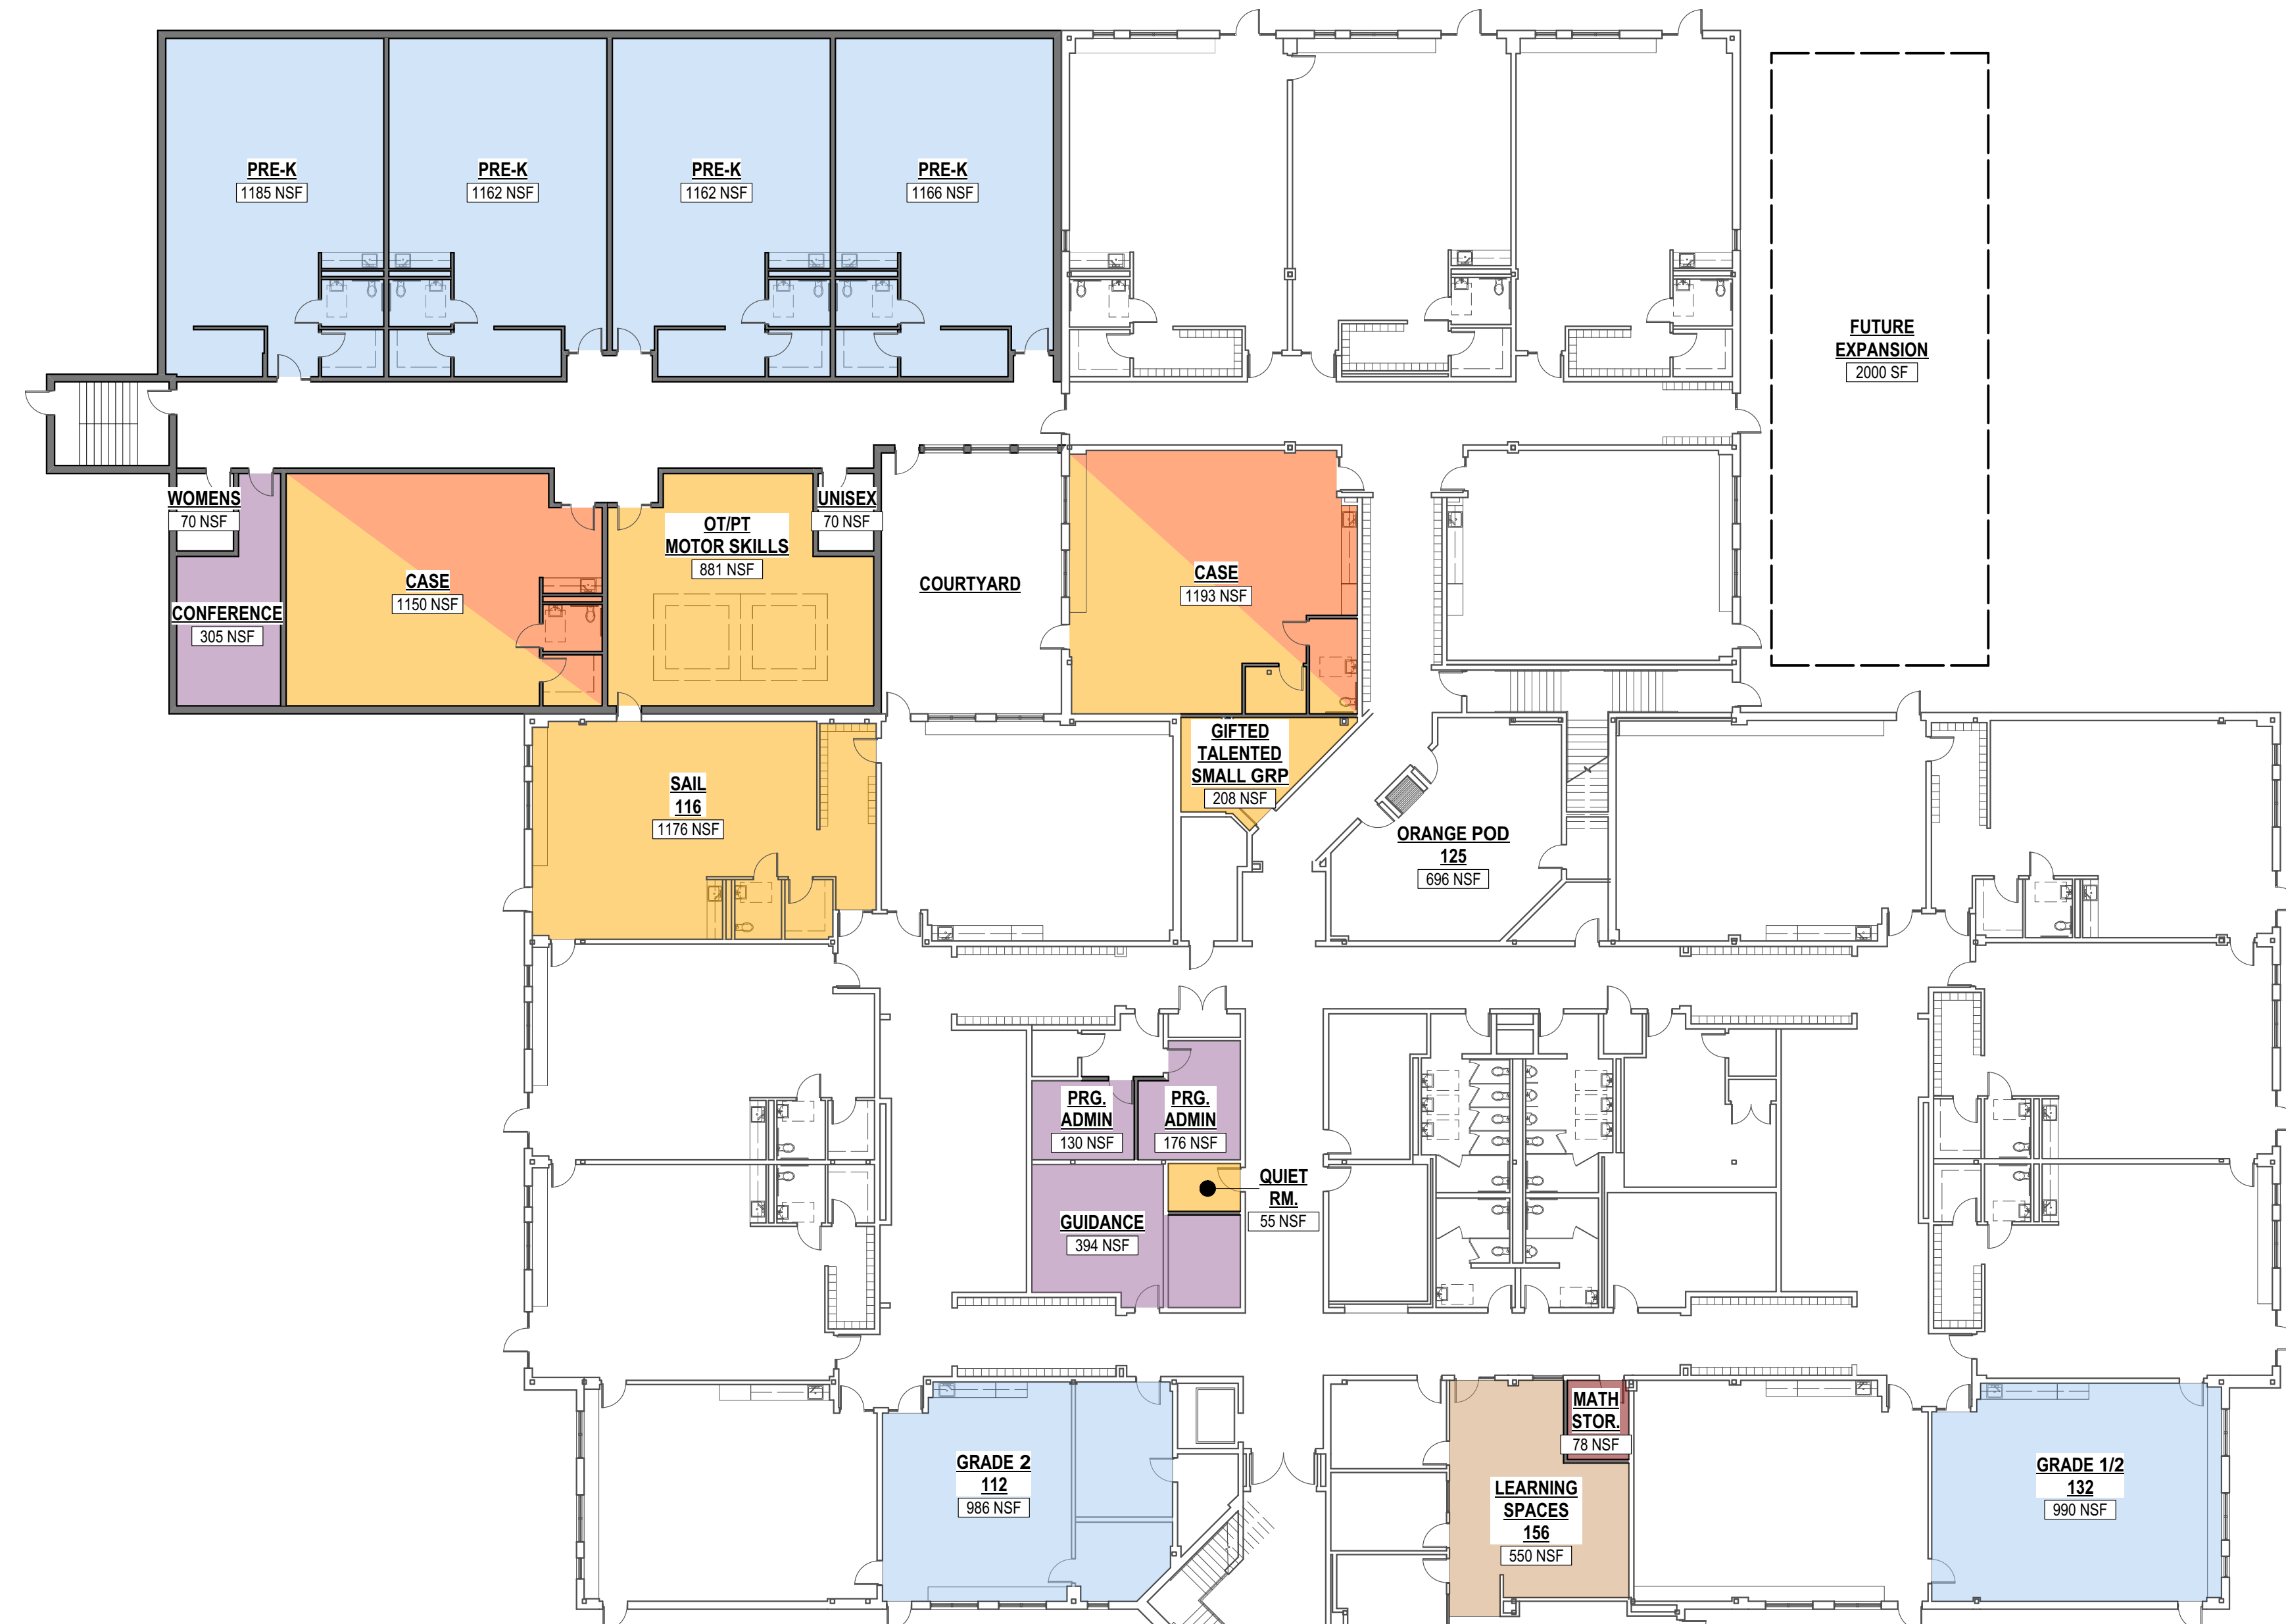 PRE-K
1185 NSF
PRE-K
1162 NSF
PRE-K
1162 NSF
PRE-K
1166 NSF
FUTURE
EXPANSION
2000 SF
WOMENS
70 NSF
CONFERENCE
305 NSF
CASE
1150 NSF
OT/PT
MOTOR SKILLS
881 NSF
UNISEX
70 NSF
COURTYARD
CASE
1193 NSF
GIFTED
TALENTED
SMALL GRP
208 NSF
SAIL
116
1176 NSF
ORANGE POD
125
696 NSF
PRG.
ADMIN
130 NSF
PRG.
ADMIN
176 NSF
QUIET
RM.
55 NSF
GUIDANCE
394 NSF
GRADE 2
112
986 NSF
MATH
STOR.
78 NSF
LEARNING
SPACES
156
550 NSF
GRADE 1/2
132
990 NSF